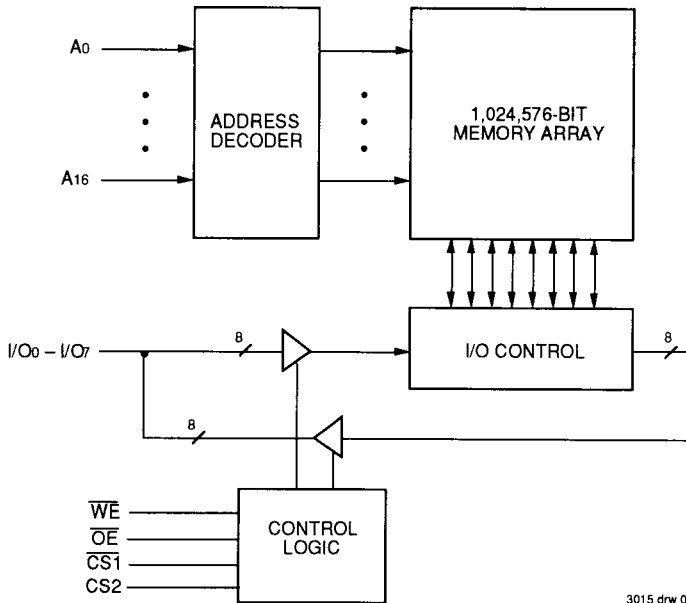 A0
A16
ADDRESS
DECODER
1,024,576-BIT
MEMORY ARRAY
I/O0 – I/O7
8
I/O CONTROL
8
8
WE
OE
CS1
CS2
CONTROL
LOGIC
3015 drw 0